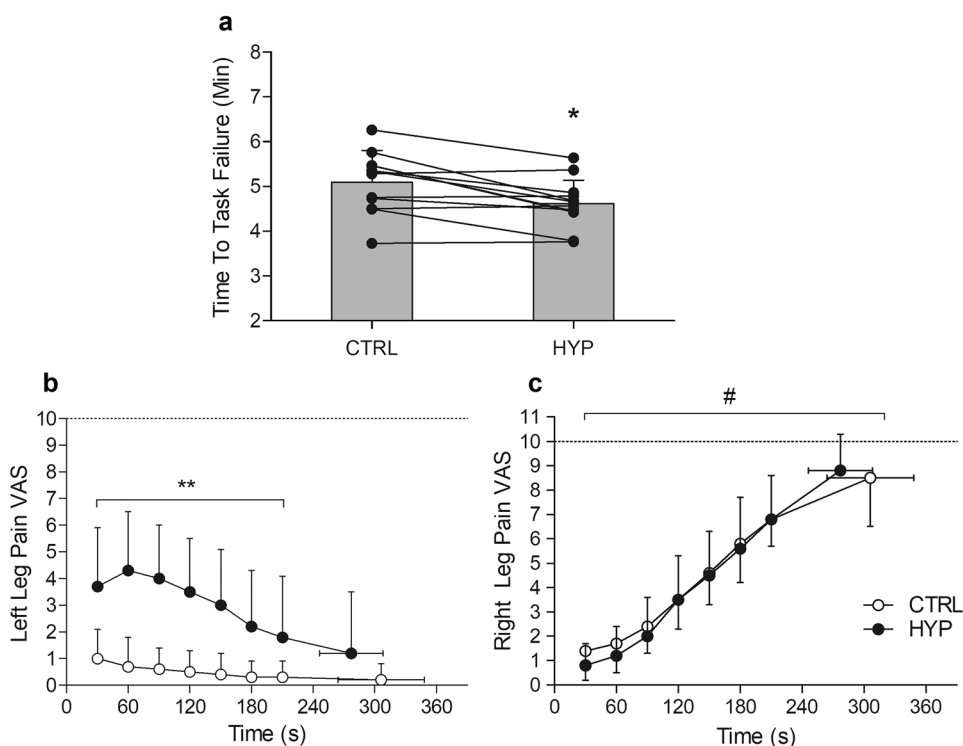 a
Time To Task Failure (Min)
8
7
6
5
4
3
2
*
CTRL
HYP
b
Left Leg Pain VAS
10
9
8
7
6
5
4
3
2
1
0
**
0 60 120 180 240 300 360
Time (s)
c
Right Leg Pain VAS
11
10
9
8
7
6
5
4
3
2
1
0
#
CTRL
HYP
0 60 120 180 240 300 360
Time (s)